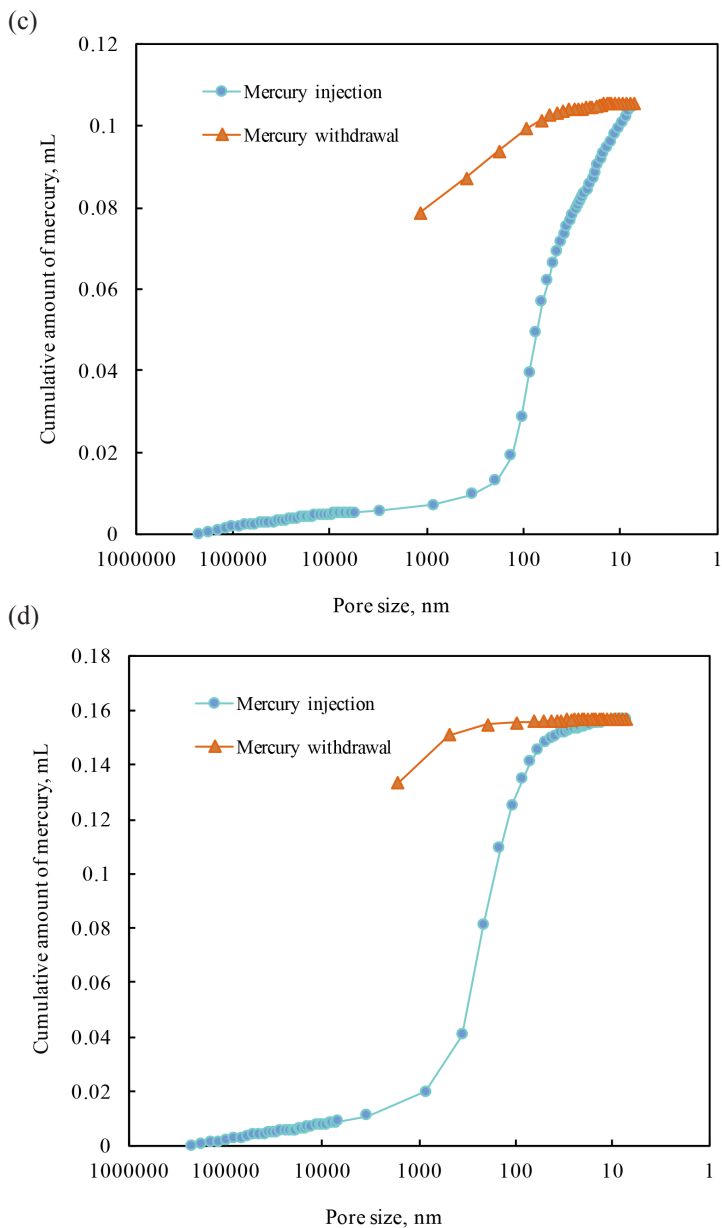 (c)
0.12
0.1
0.08
0.06
0.04
0.02
0
Cumulative amount of mercury, mL
Mercury injection
Mercury withdrawal
1000000 100000 10000 1000 100 10 1
Pore size, nm
(d)
0.18
0.16
0.14
0.12
0.1
0.08
0.06
0.04
0.02
0
Cumulative amount of mercury, mL
Mercury injection
Mercury withdrawal
1000000 100000 10000 1000 100 10 1
Pore size, nm